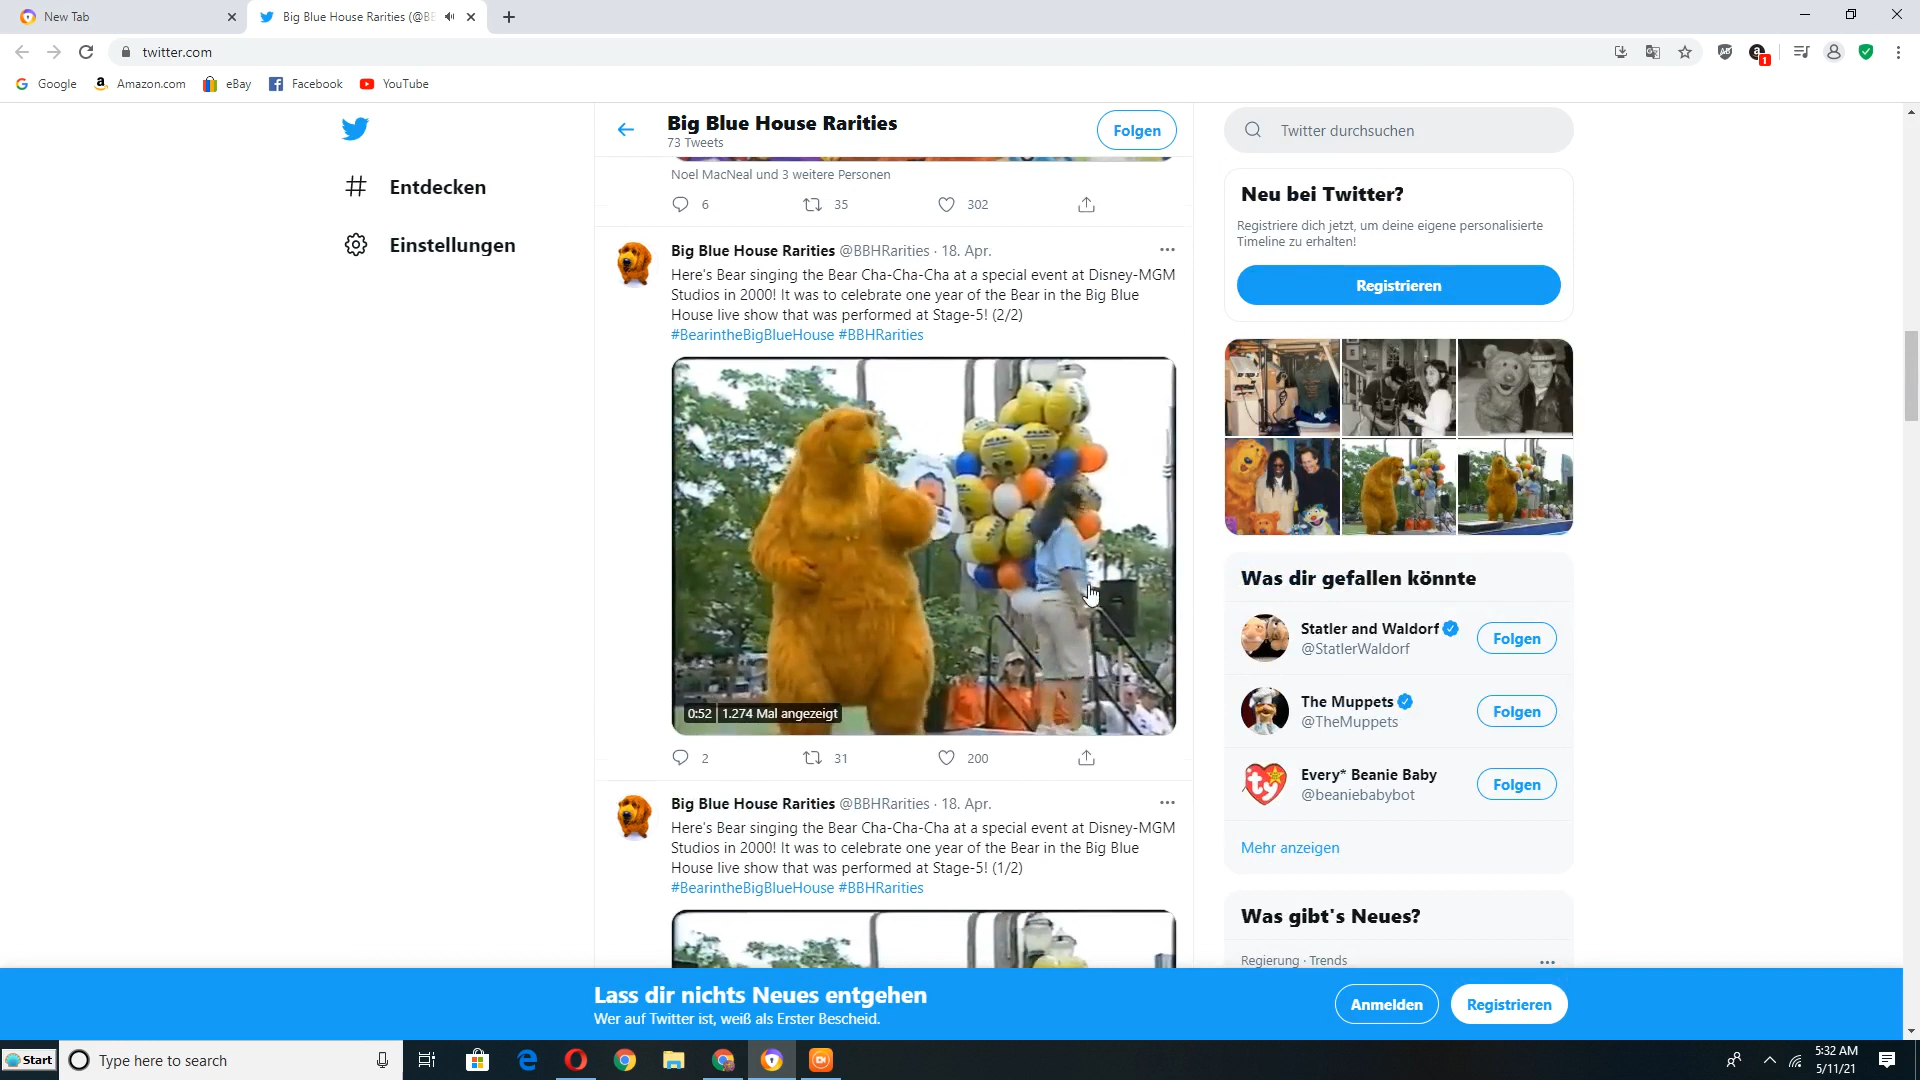 New Tab
Big Blue House Rarities (@BB
twitter.com
1
Google
Amazon.com
eBay
Facebook
YouTube
Entdecken
Einstellungen
Big Blue House Rarities
73 Tweets
Folgen
Noel MacNeal und 3 weitere Personen
6
35
302
Big Blue House Rarities @BBHRarities · 18. Apr.
Here's Bear singing the Bear Cha-Cha-Cha at a special event at Disney-MGM
Studios in 2000! It was to celebrate one year of the Bear in the Big Blue
House live show that was performed at Stage-5! (2/2)
#BearintheBigBlueHouse #BBHRarities
0:52
1.274 Mal angezeigt
2
31
200
Big Blue House Rarities @BBHRarities · 18. Apr.
Here's Bear singing the Bear Cha-Cha-Cha at a special event at Disney-MGM
Studios in 2000! It was to celebrate one year of the Bear in the Big Blue
House live show that was performed at Stage-5! (1/2)
#BearintheBigBlueHouse #BBHRarities
Twitter durchsuchen
Neu bei Twitter?
Registriere dich jetzt, um deine eigene personalisierte
Timeline zu erhalten!
Registrieren
Was dir gefallen könnte
Statler and Waldorf
@StatlerWaldorf
Folgen
The Muppets
@TheMuppets
Folgen
ty
Every* Beanie Baby
@beaniebabybot
Folgen
Mehr anzeigen
Was gibt's Neues?
Regierung · Trends
Lass dir nichts Neues entgehen
Wer auf Twitter ist, weiß als Erster Bescheid.
Anmelden
Registrieren
Start
Type here to search
5:32 AM
5/11/21